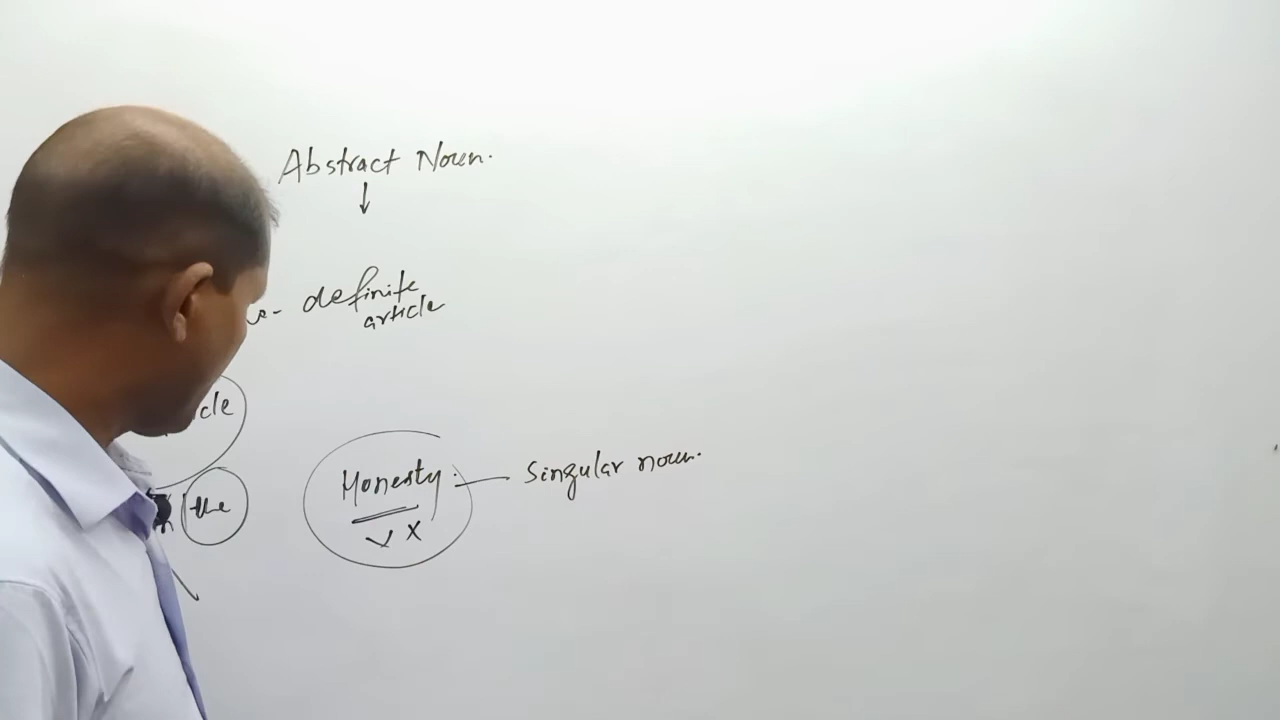 Abstract Noun.
↓
definite
article
cle
Honesty. — Singular noun.
the
✓ X